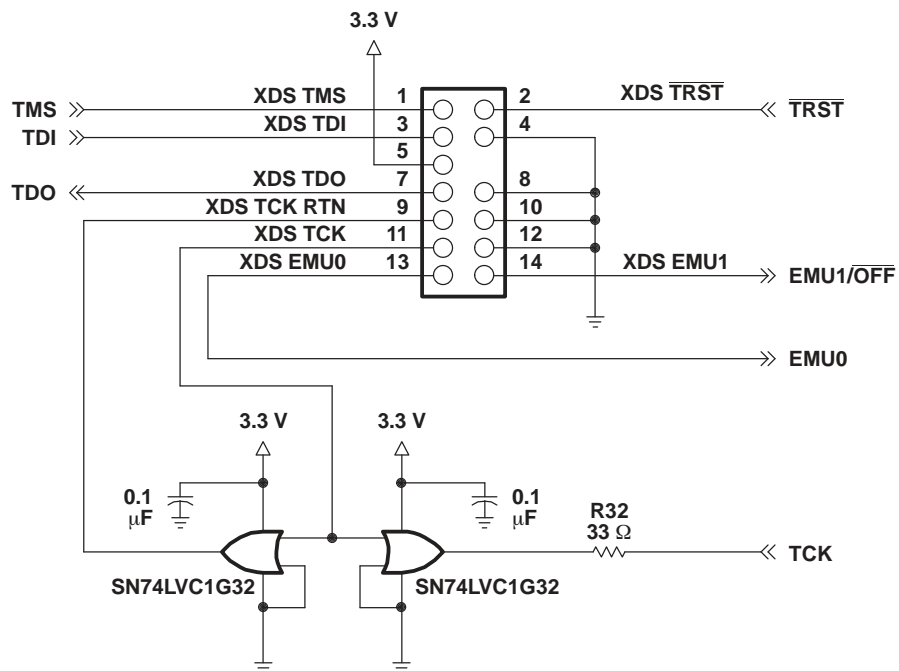 3.3 V
XDS TMS 1 2 XDS TRST
TMS TRST
XDS TDI 3 4
TDI
5
XDS TDO 7 8
TDO
XDS TCK RTN 9 10
XDS TCK 11 12
XDS EMU0 13 14 XDS EMU1
EMU1/OFF
EMU0
3.3 V 3.3 V
0.1
μF
0.1
μF
R32
33 Ω
TCK
SN74LVC1G32 SN74LVC1G32